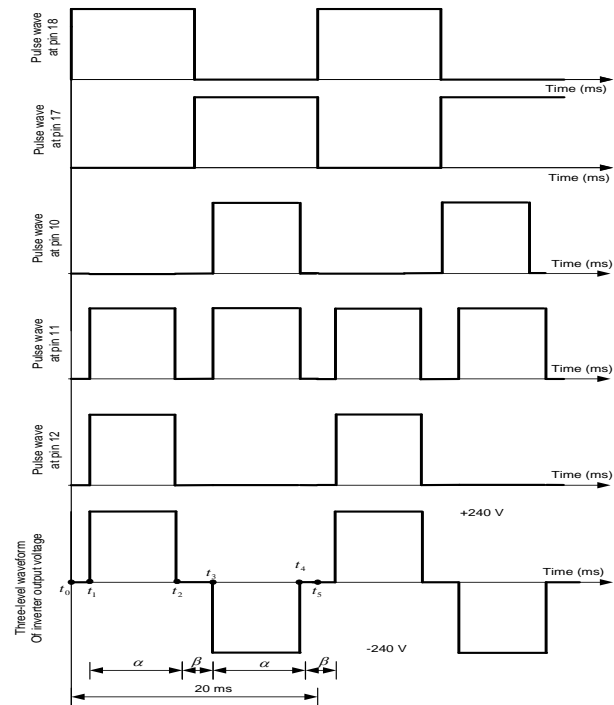 Pulse wave
at pin 18
Time (ms)
Pulse wave
at pin 17
Time (ms)
Pulse wave
at pin 10
Time (ms)
Pulse wave
at pin 11
Time (ms)
Pulse wave
at pin 12
Time (ms)
Three-level waveform
Of inverter output voltage
+240 V
Time (ms)
t0
t1
t2
t3
t4
t5
-240 V
α
β
α
β
20 ms